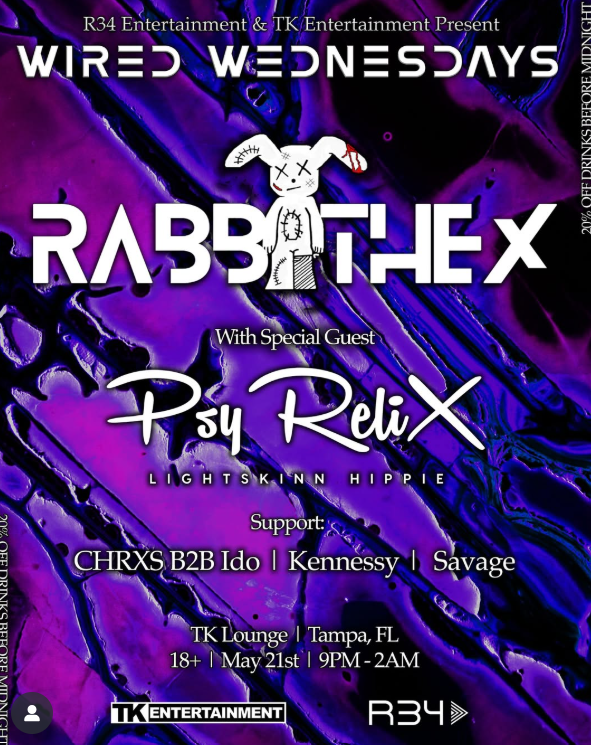 R34 Entertainment & TK Entertainment Present
WIRED WEDNESDAYS
20% OFF DRINKS BEFORE MIDNIGHT
RABBITHEX
With Special Guest
Psy ReliX
LIGHTSKINN HIPPIE
Support:
CHRXS B2B Ido | Kennessy | Savage
20% OFF DRINKS BEFORE MIDNIGHT
TK Lounge | Tampa, FL
18+ | May 21st | 9PM - 2AM
TK ENTERTAINMENT
R34